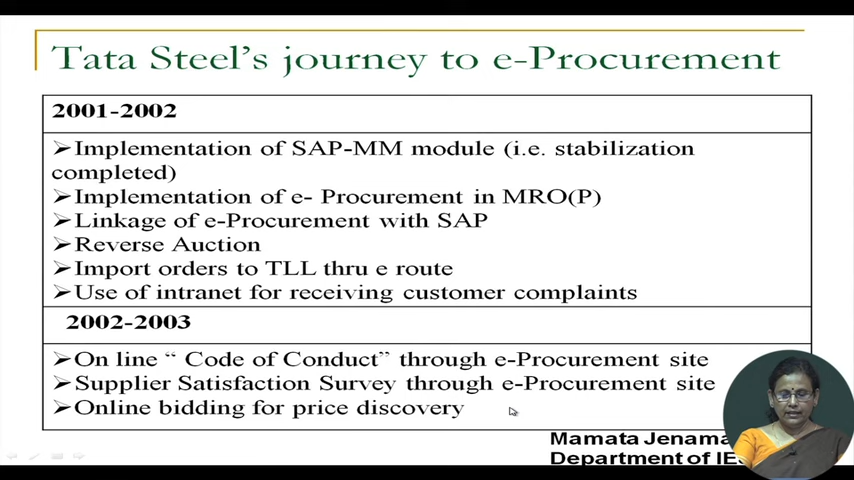 Tata Steel's journey to e-Procurement
2001-2002
➢Implementation of SAP-MM module (i.e. stabilization
completed)
➢Implementation of e- Procurement in MRO(P)
➢Linkage of e-Procurement with SAP
➢Reverse Auction
➢Import orders to TLL thru e route
➢Use of intranet for receiving customer complaints
2002-2003
➢On line “ Code of Conduct” through e-Procurement site
➢Supplier Satisfaction Survey through e-Procurement site
➢Online bidding for price discovery
Mamata Jenama
Department of